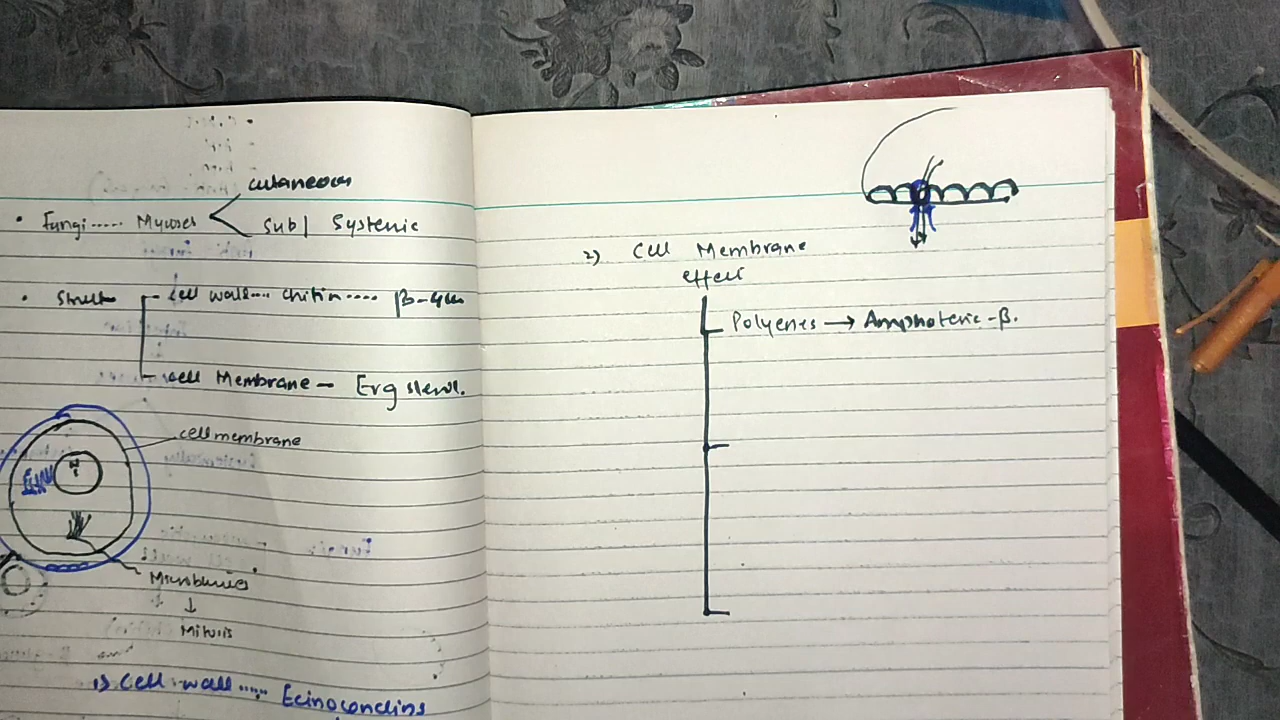 cutaneous
• Fungi..... Mycoses
Sub/ Systemic
• Struct
cell wall.... chitin.... β-Glu
cell Membrane - Erg sterol.
cell membrane
N
Microtubules
↓
Mitosis
1) Cell wall..... Ecinocandins
2) Cell Membrane
effect
Polyenes → Amphoteric-β.